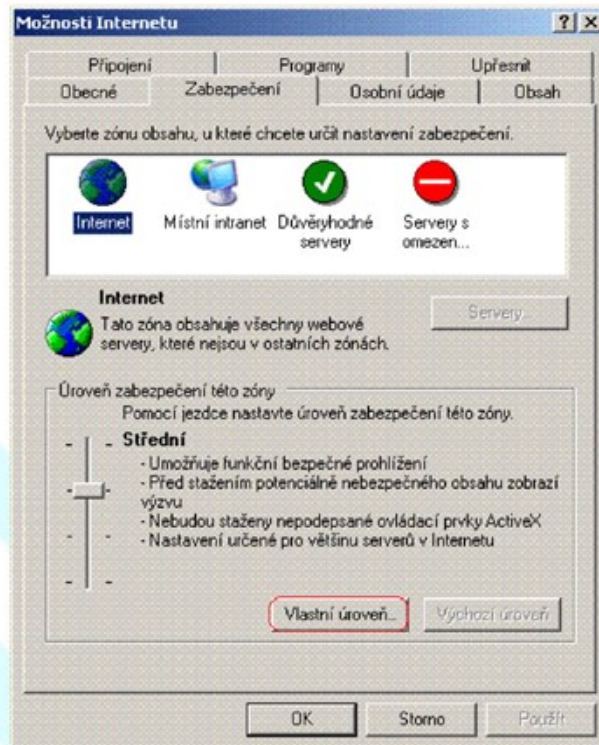 Možnosti Internetu
Připojení Programy Upřesnit
Obecné Zabezpečení Osobní údaje Obsah
Vyberte zónu obsahu, u které chcete určit nastavení zabezpečení.
Internet Místní intranet Důvěryhodné servery Servery s omezen...
Internet
Tato zóna obsahuje všechny webové
servery, které nejsou v ostatních zónách.
Servery...
Úroveň zabezpečení této zóny
Pomocí jezdce nastavte úroveň zabezpečení této zóny.
Střední
- Umožňuje funkční bezpečné prohlížení
- Před stažením potenciálně nebezpečného obsahu zobrazí
výzvu
- Nebudou staženy nepodepsané ovládací prvky ActiveX
- Nastavení určené pro většinu serverů v Internetu
Vlastní úroveň... Výchozí úroveň
OK Storno Použít